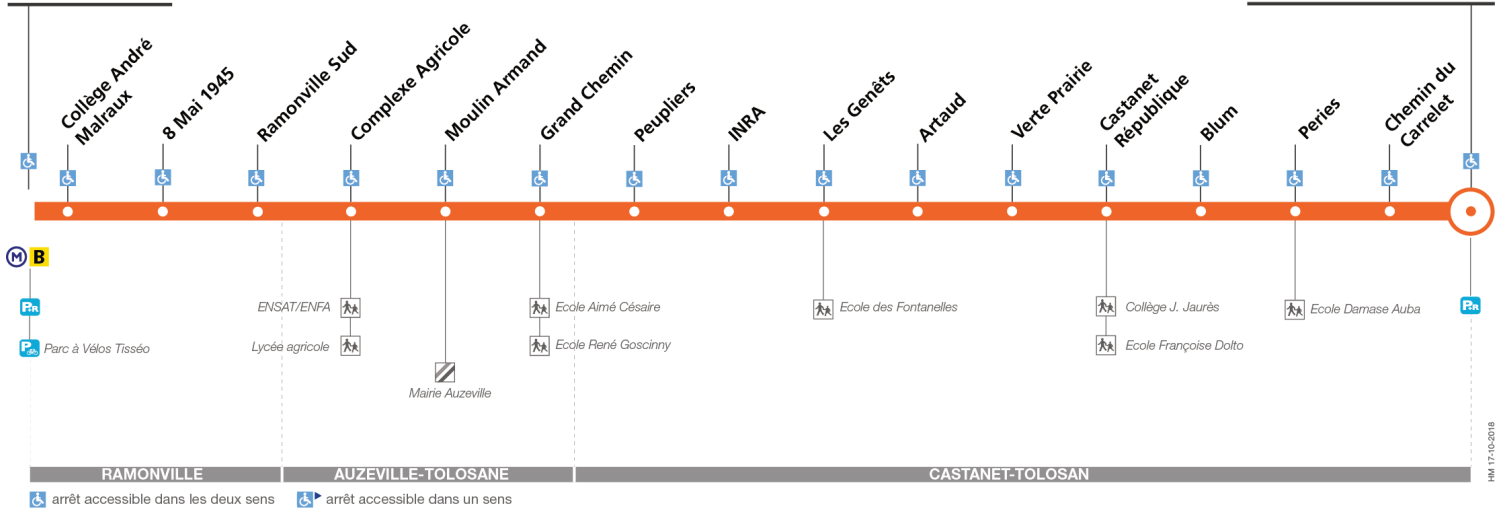 Collège André
Malraux
8 Mai 1945
Ramonville Sud
Complexe Agricole
Moulin Armand
Grand Chemin
Peupliers
INRA
Les Genêts
Artaud
Verte Prairie
Castanet
République
Blum
Peries
Chemin du
Carrelet
M B
P+R
ENSAT/ENFA
Ecole Aimé Césaire
Ecole des Fontanelles
Collège J. Jaurès
Ecole Damase Auba
P+R
P
Parc à Vélos Tisséo
Lycée agricole
Ecole René Goscinny
Ecole Françoise Dolto
Mairie Auzeville
HM 17-10-2018
RAMONVILLE
AUZEVILLE-TOLOSANE
CASTANET-TOLOSAN
arrêt accessible dans les deux sens
arrêt accessible dans un sens